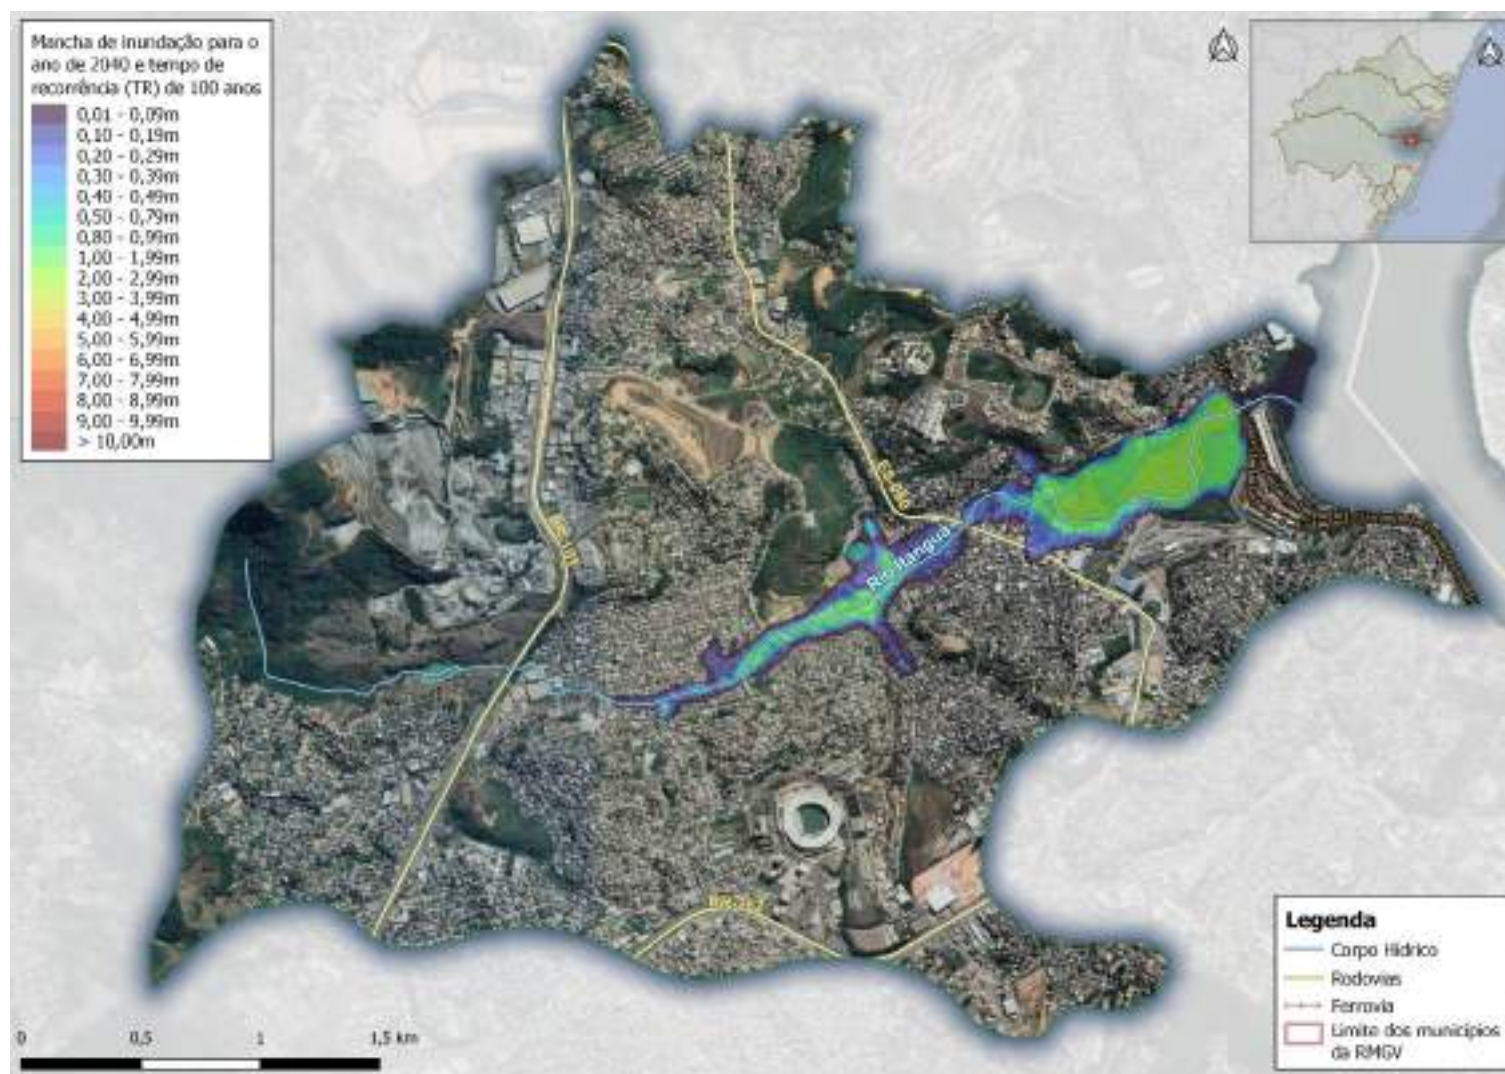 Mancha de inundação para o
ano de 2040 e tempo de
recorrência (TR) de 100 anos
0,01 - 0,09m
0,10 - 0,19m
0,20 - 0,29m
0,30 - 0,39m
0,40 - 0,49m
0,50 - 0,79m
0,80 - 0,99m
1,00 - 1,99m
2,00 - 2,99m
3,00 - 3,99m
4,00 - 4,99m
5,00 - 5,99m
6,00 - 6,99m
7,00 - 7,99m
8,00 - 8,99m
9,00 - 9,99m
> 10,00m
Rio Itanguá
BR-262
Legenda
Corpo Hídrico
Rodovias
Ferrovia
Limite dos municípios
da RMGV
0 0,5 1 1,5 km